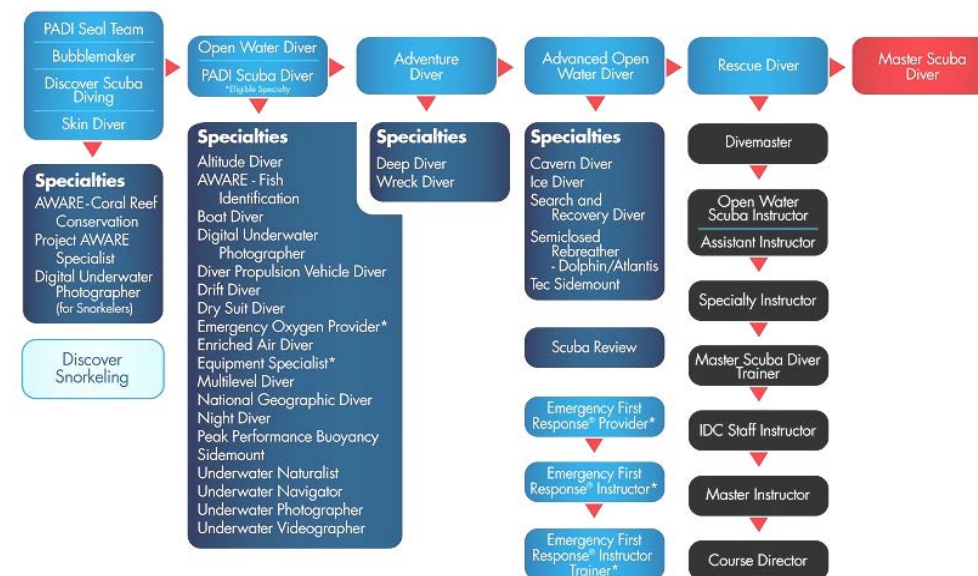 PADI Seal Team
Bubblemaker
Discover Scuba
Diving
Skin Diver
Specialties
AWARE-Coral Reef
Conservation
Project AWARE
Specialist
Digital Underwater
Photographer
(for Snorkelers)
Discover
Snorkeling
Open Water Diver
PADI Scuba Diver
*Eligible Specialty
Specialties
Altitude Diver
AWARE - Fish
Identification
Boat Diver
Digital Underwater
Photographer
Diver Propulsion Vehicle Diver
Drift Diver
Dry Suit Diver
Emergency Oxygen Provider*
Enriched Air Diver
Equipment Specialist*
Multilevel Diver
National Geographic Diver
Night Diver
Peak Performance Buoyancy
Sidemount
Underwater Naturalist
Underwater Navigator
Underwater Photographer
Underwater Videographer
Adventure
Diver
Specialties
Deep Diver
Wreck Diver
Advanced Open
Water Diver
Specialties
Cavern Diver
Ice Diver
Search and
Recovery Diver
Semiclosed
Rebreather
- Dolphin/Atlantis
Tec Sidemount
Scuba Review
Emergency First
Response® Provider*
Emergency First
Response® Instructor*
Emergency First
Response® Instructor
Trainer*
Rescue Diver
Divemaster
Open Water
Scuba Instructor
Assistant Instructor
Specialty Instructor
Master Scuba Diver
Trainer
IDC Staff Instructor
Master Instructor
Course Director
Master Scuba
Diver